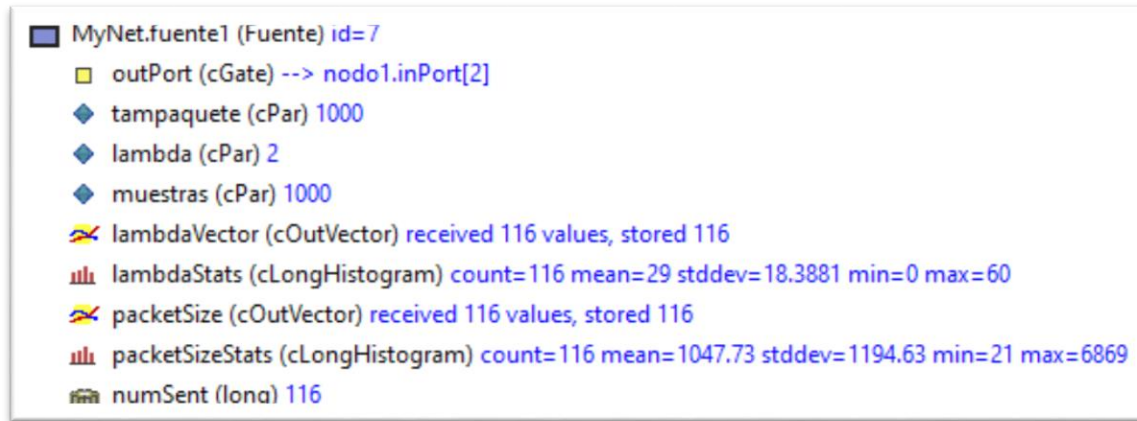 MyNet.fuente1 (Fuente) id=7
outPort (cGate) --> nodo1.inPort[2]
tampaquete (cPar) 1000
lambda (cPar) 2
muestras (cPar) 1000
lambdaVector (cOutVector) received 116 values, stored 116
lambdaStats (cLongHistogram) count=116 mean=29 stddev=18.3881 min=0 max=60
packetSize (cOutVector) received 116 values, stored 116
packetSizeStats (cLongHistogram) count=116 mean=1047.73 stddev=1194.63 min=21 max=6869
numSent (long) 116